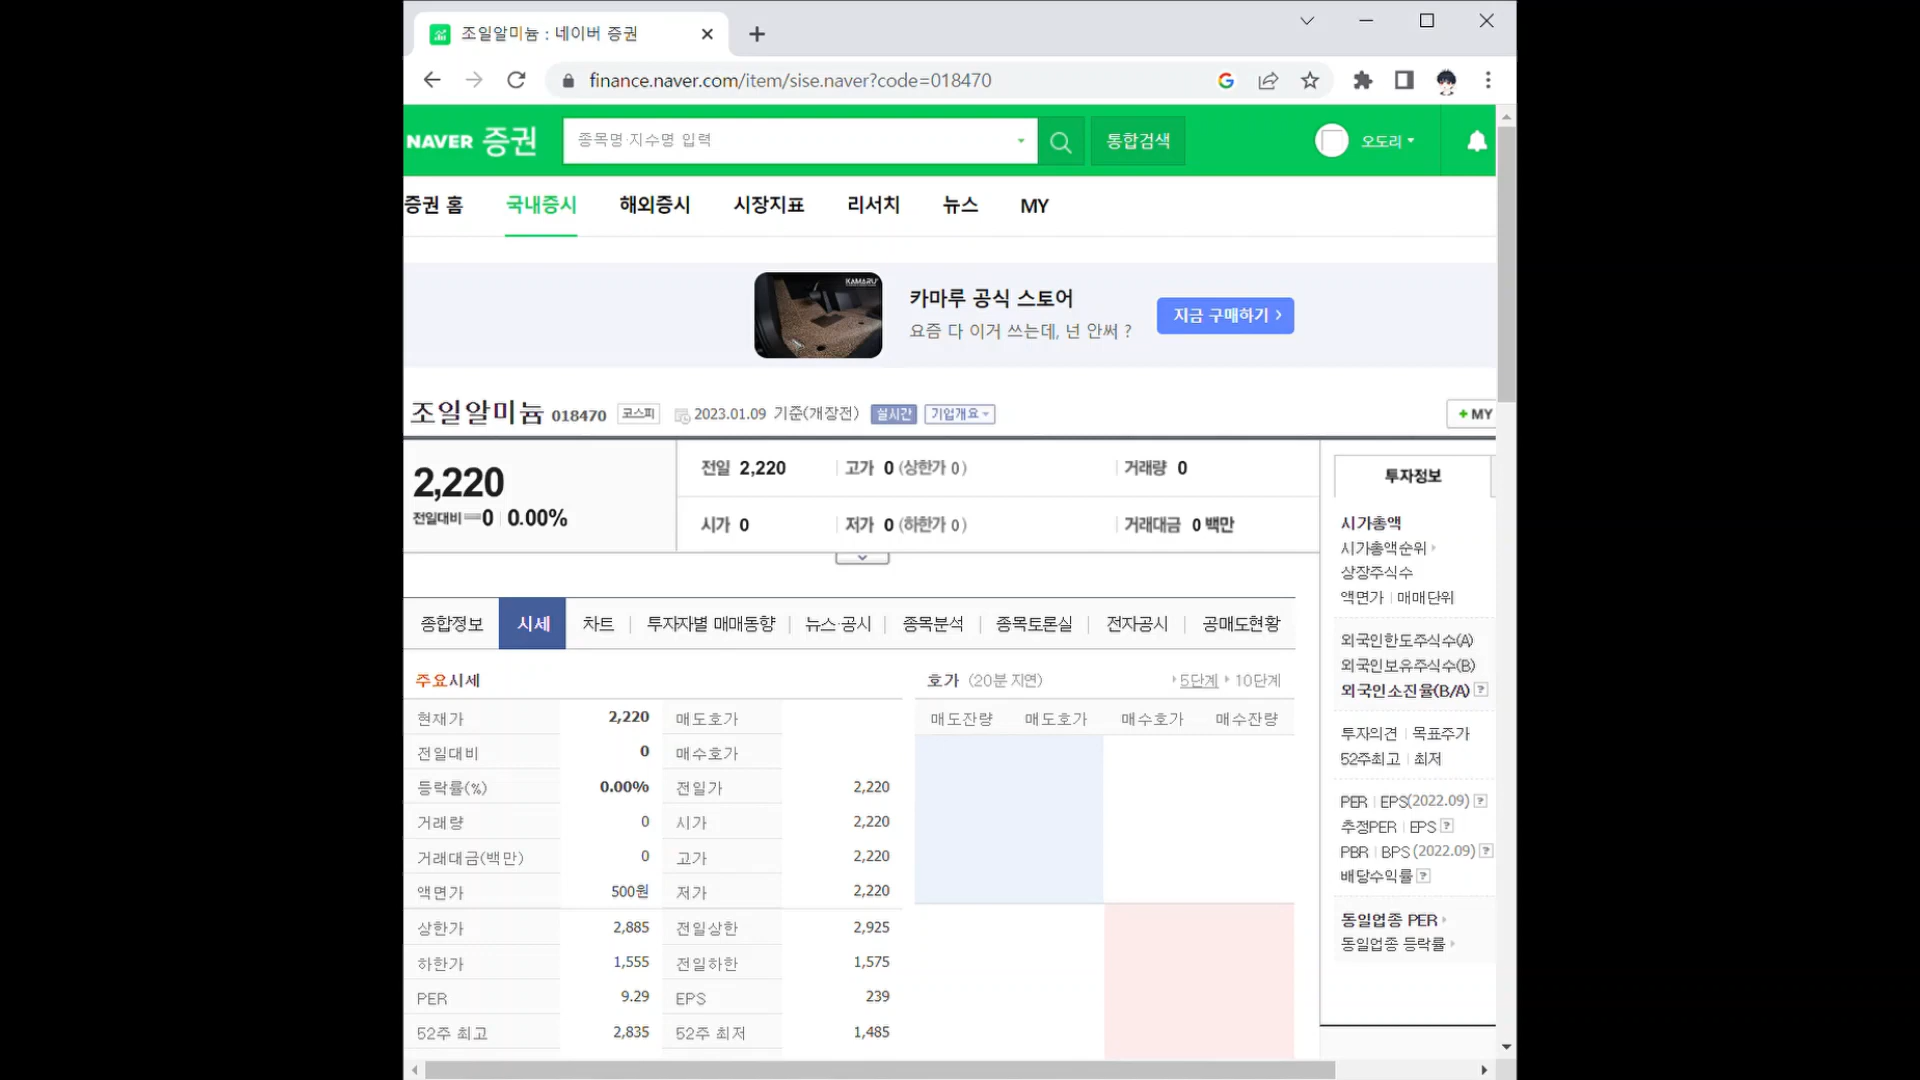 조일알미늄 : 네이버 증권
finance.naver.com/item/sise.naver?code=018470
NAVER 증권
종목명·지수명 입력
통합검색
오도리
증권 홈 국내증시 해외증시 시장지표 리서치 뉴스 MY
KAMARU
카마루 공식 스토어
요즘 다 이거 쓰는데, 넌 안써 ?
지금 구매하기
조일알미늄 018470 코스피 2023.01.09 기준(개장전) 실시간 기업개요
+ MY
2,220
전일대비 0 0.00%
전일 2,220 고가 0 (상한가 0) 거래량 0
시가 0 저가 0 (하한가 0) 거래대금 0 백만
종합정보 시세 차트 투자자별 매매동향 뉴스·공시 종목분석 종목토론실 전자공시 공매도현황
주요시세
현재가 2,220 매도호가
전일대비 0 매수호가
등락률(%) 0.00% 전일가 2,220
거래량 0 시가 2,220
거래대금(백만) 0 고가 2,220
액면가 500원 저가 2,220
상한가 2,885 전일상한 2,925
하한가 1,555 전일하한 1,575
PER 9.29 EPS 239
52주 최고 2,835 52주 최저 1,485
호가 (20분 지연) 5단계 10단계
매도잔량 매도호가 매수호가 매수잔량
투자정보
시가총액
시가총액순위
상장주식수
액면가 매매단위
외국인한도주식수(A)
외국인보유주식수(B)
외국인소진율(B/A) ?
투자의견 목표주가
52주최고 최저
PER EPS(2022.09) ?
추정PER EPS ?
PBR BPS (2022.09) ?
배당수익률 ?
동일업종 PER
동일업종 등락률